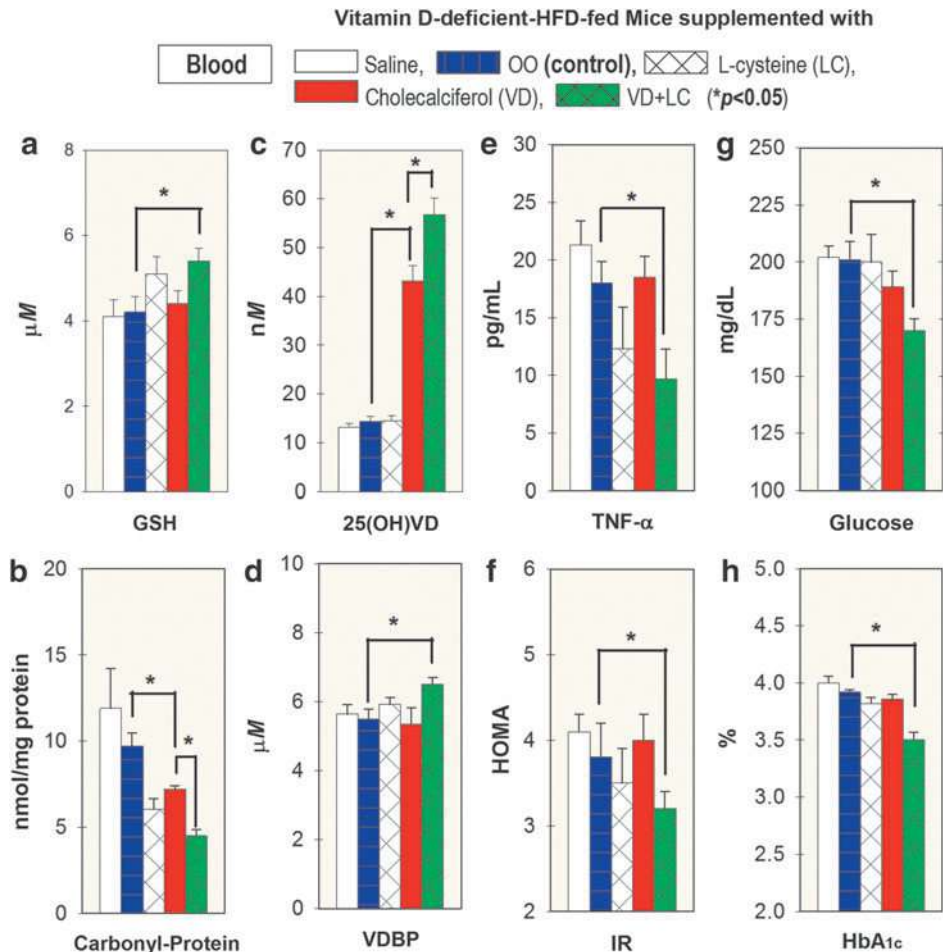 Vitamin D-deficient-HFD-fed Mice supplemented with
Blood
Saline, OO (control), L-cysteine (LC),
Cholecalciferol (VD), VD+LC (*p<0.05)
a
8
6
4
2
0
µM
*
GSH
c
70
60
50
40
30
20
10
0
nM
*
*
25(OH)VD
e
30
25
20
15
10
5
0
pg/mL
*
TNF-α
g
250
225
200
175
150
125
100
mg/dL
*
Glucose
b
20
15
10
5
0
nmol/mg protein
*
*
Carbonyl-Protein
d
10
8
6
4
2
0
µM
*
VDBP
f
6
5
4
3
2
HOMA
*
IR
h
5.0
4.5
4.0
3.5
3.0
2.5
2.0
%
*
HbA1c